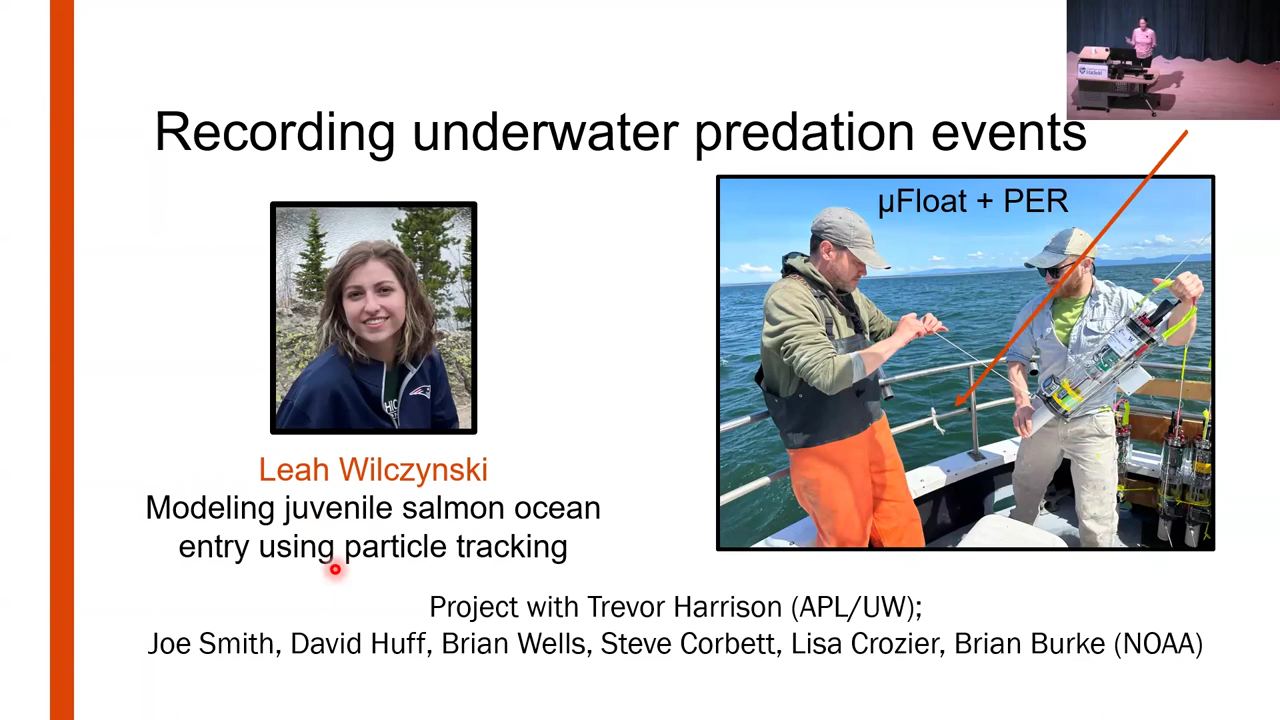 Recording underwater predation events
µFloat + PER
Leah Wilczynski
Modeling juvenile salmon ocean
entry using particle tracking
Project with Trevor Harrison (APL/UW);
Joe Smith, David Huff, Brian Wells, Steve Corbett, Lisa Crozier, Brian Burke (NOAA)